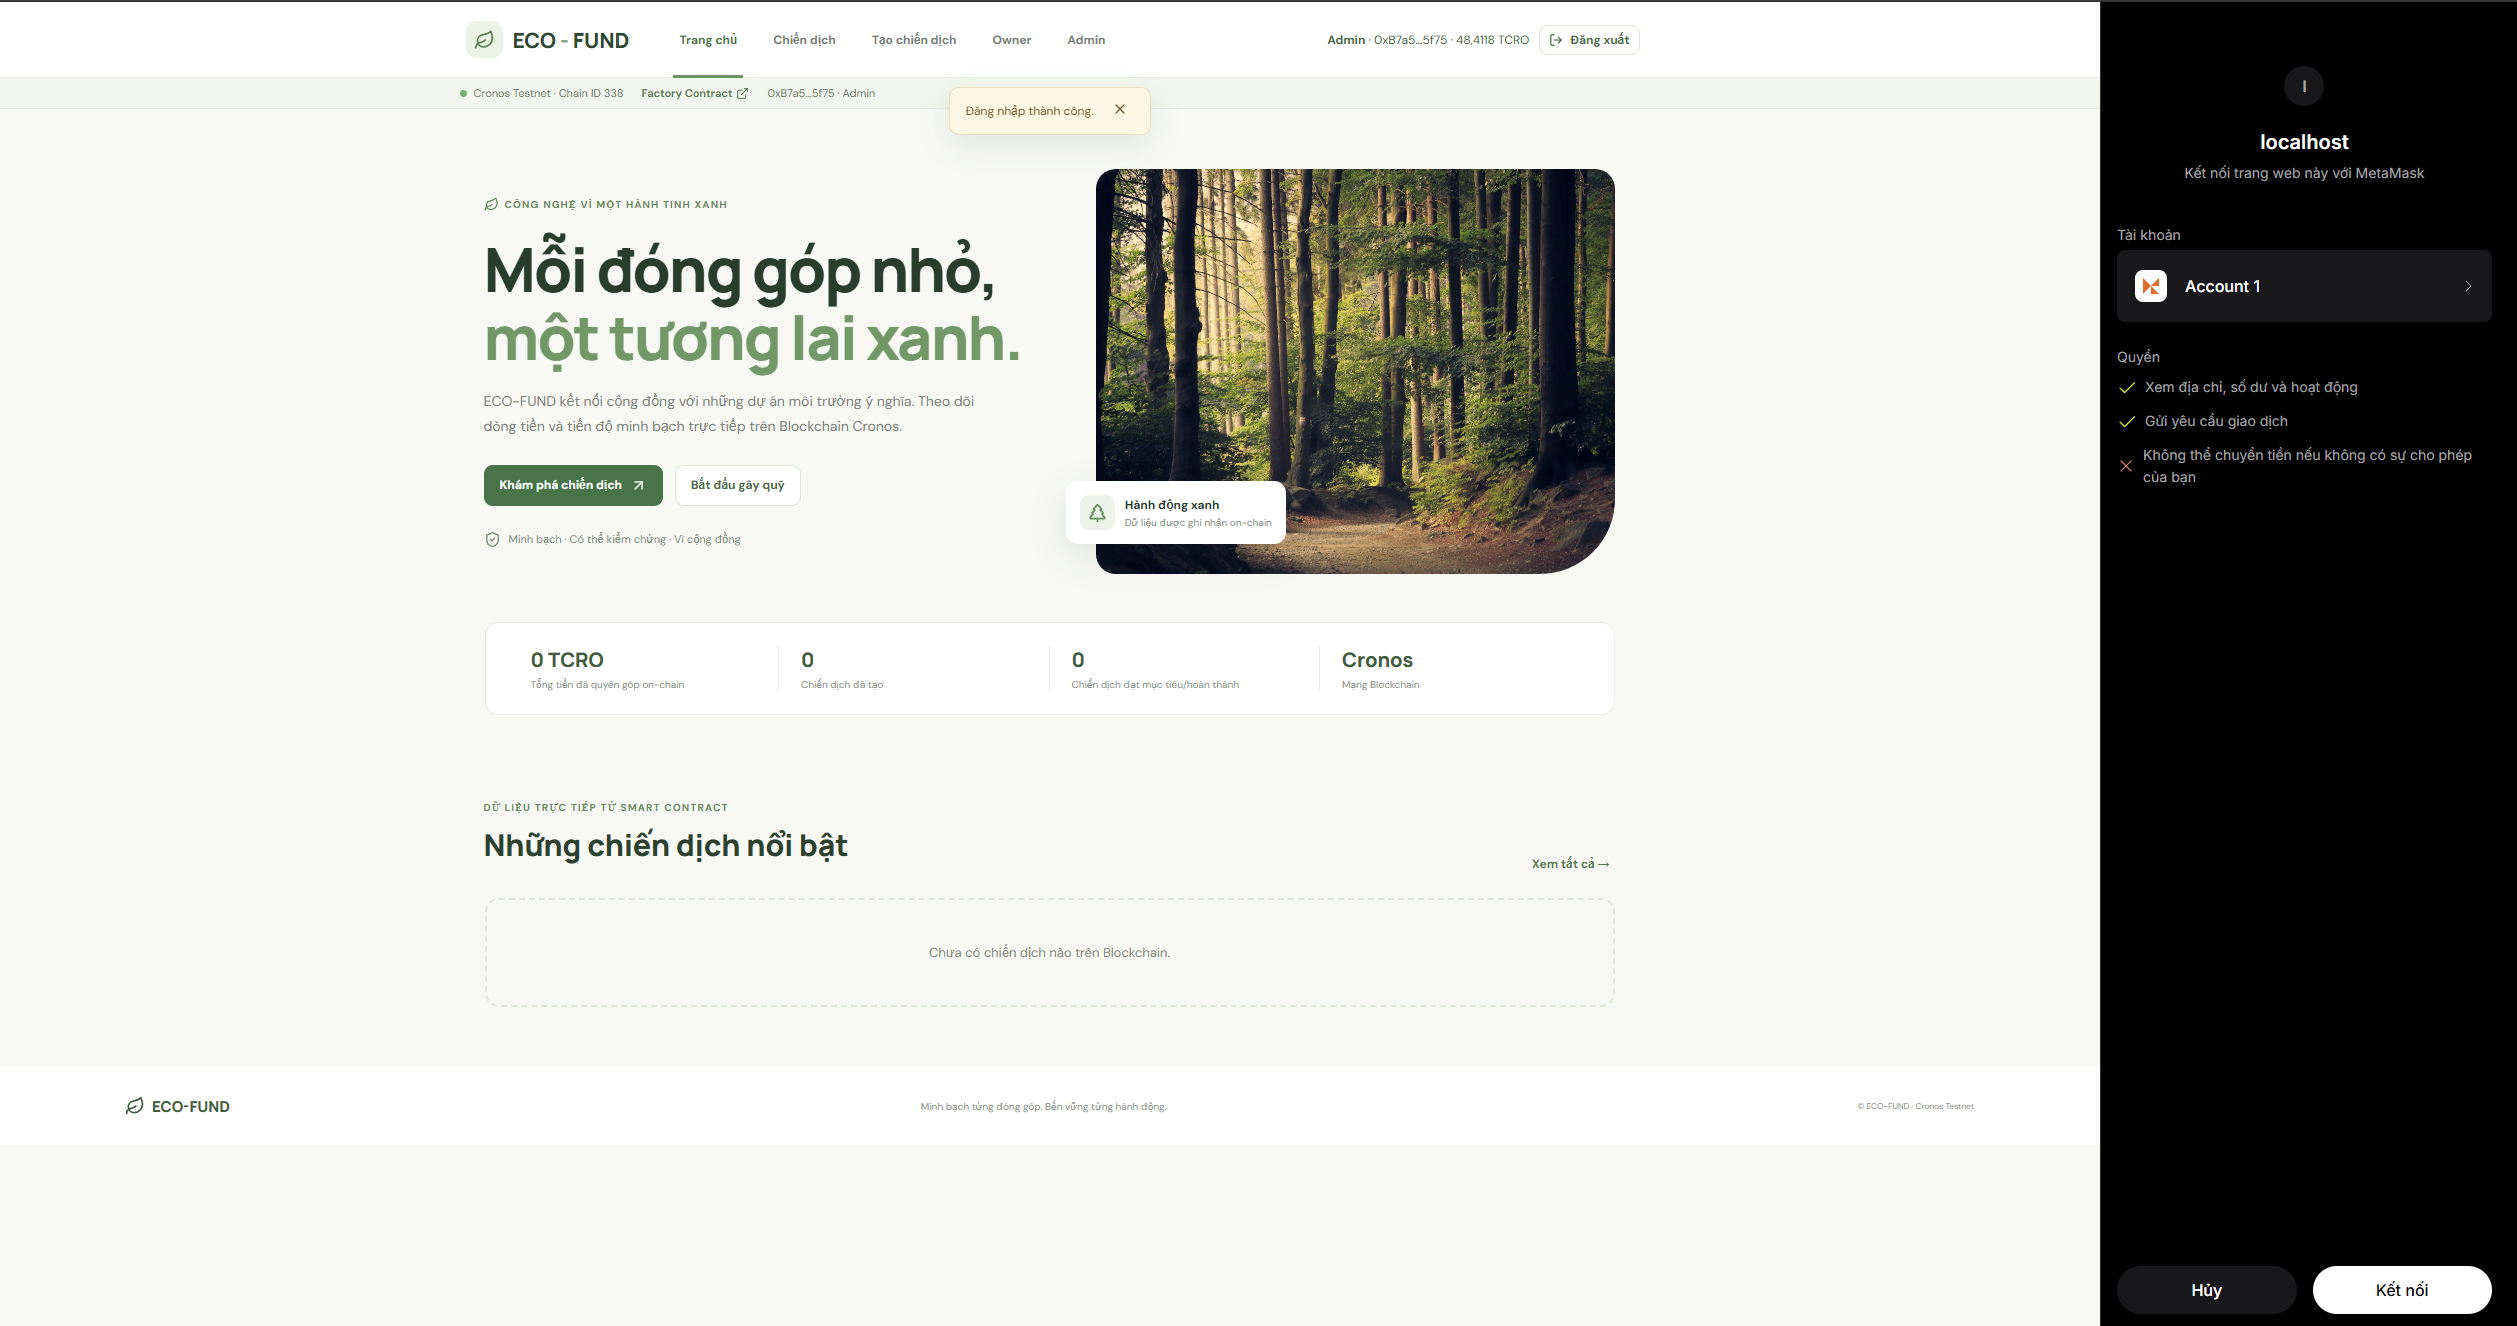 ECO - FUND
Trang chủ
Chiến dịch
Tạo chiến dịch
Owner
Admin
Admin · 0xB7a5...5f75 · 48,4118 TCRO
Đăng xuất
Cronos Testnet · Chain ID 338
Factory Contract
0xB7a5...5f75 · Admin
Đăng nhập thành công.
CÔNG NGHỆ VÌ MỘT HÀNH TINH XANH
Mỗi đóng góp nhỏ,
một tương lai xanh.
ECO-FUND kết nối cộng đồng với những dự án môi trường ý nghĩa. Theo dõi
dòng tiền và tiến độ minh bạch trực tiếp trên Blockchain Cronos.
Khám phá chiến dịch
Bắt đầu gây quỹ
Minh bạch · Có thể kiểm chứng · Vì cộng đồng
Hành động xanh
Dữ liệu được ghi nhận on-chain
0 TCRO
Tổng tiền đã quyên góp on-chain
0
Chiến dịch đã tạo
0
Chiến dịch đạt mục tiêu/hoàn thành
Cronos
Mạng Blockchain
DỮ LIỆU TRỰC TIẾP TỪ SMART CONTRACT
Những chiến dịch nổi bật
Xem tất cả →
Chưa có chiến dịch nào trên Blockchain.
ECO-FUND
Minh bạch từng đóng góp. Bền vững từng hành động.
© ECO-FUND · Cronos Testnet
l
localhost
Kết nối trang web này với MetaMask
Tài khoản
Account 1
Quyền
Xem địa chỉ, số dư và hoạt động
Gửi yêu cầu giao dịch
Không thể chuyển tiền nếu không có sự cho phép
của bạn
Hủy
Kết nối